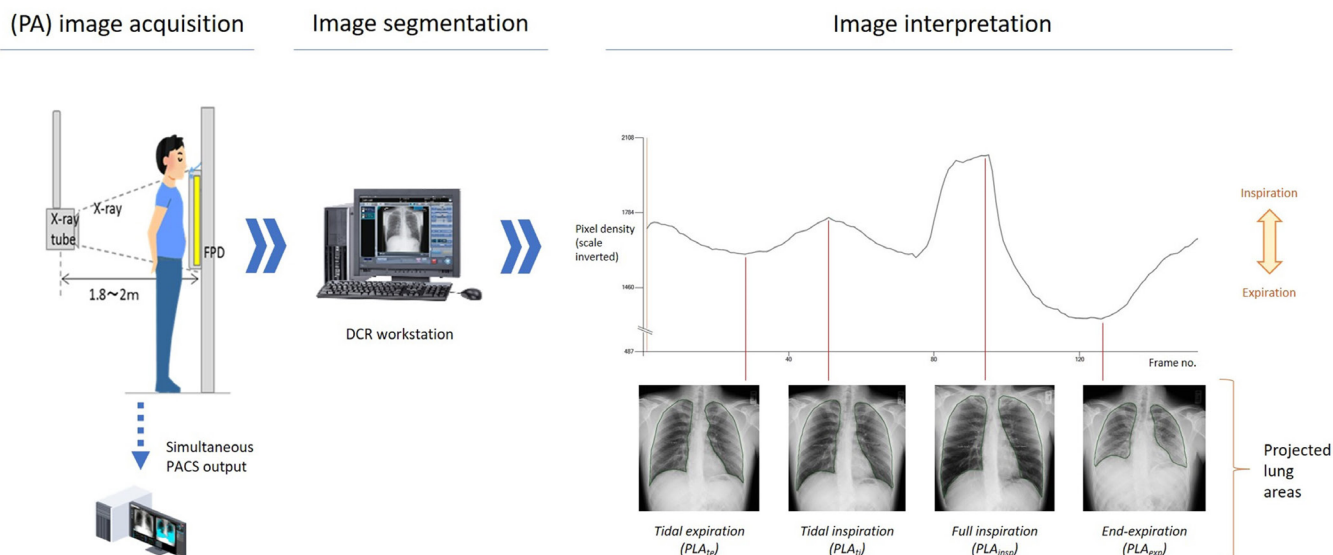 (PA) image acquisition
Image segmentation
Image interpretation
X-ray
tube
X-ray
FPD
1.8~2m
Simultaneous
PACS output
DCR workstation
Pixel density
(scale
inverted)
2108
1784
1460
487
40
80
120
Frame no.
Inspiration
Expiration
Tidal expiration
(PLAte)
Tidal inspiration
(PLAti)
Full inspiration
(PLAinsp)
End-expiration
(PLAexp)
Projected
lung
areas